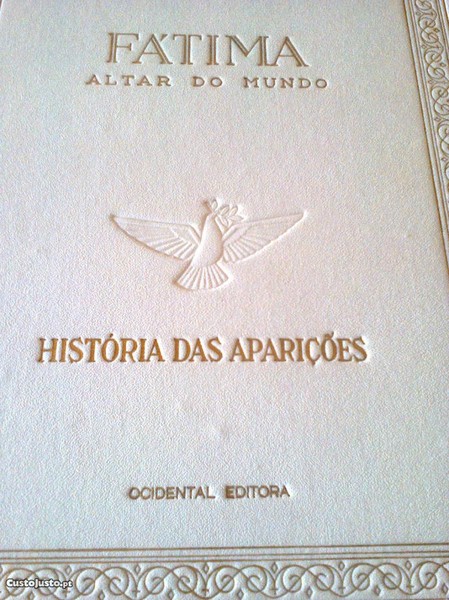 FÁTIMA
ALTAR DO MUNDO
HISTÓRIA DAS APARIÇÕES
OCIDENTAL EDITORA
CustoJusto.pt